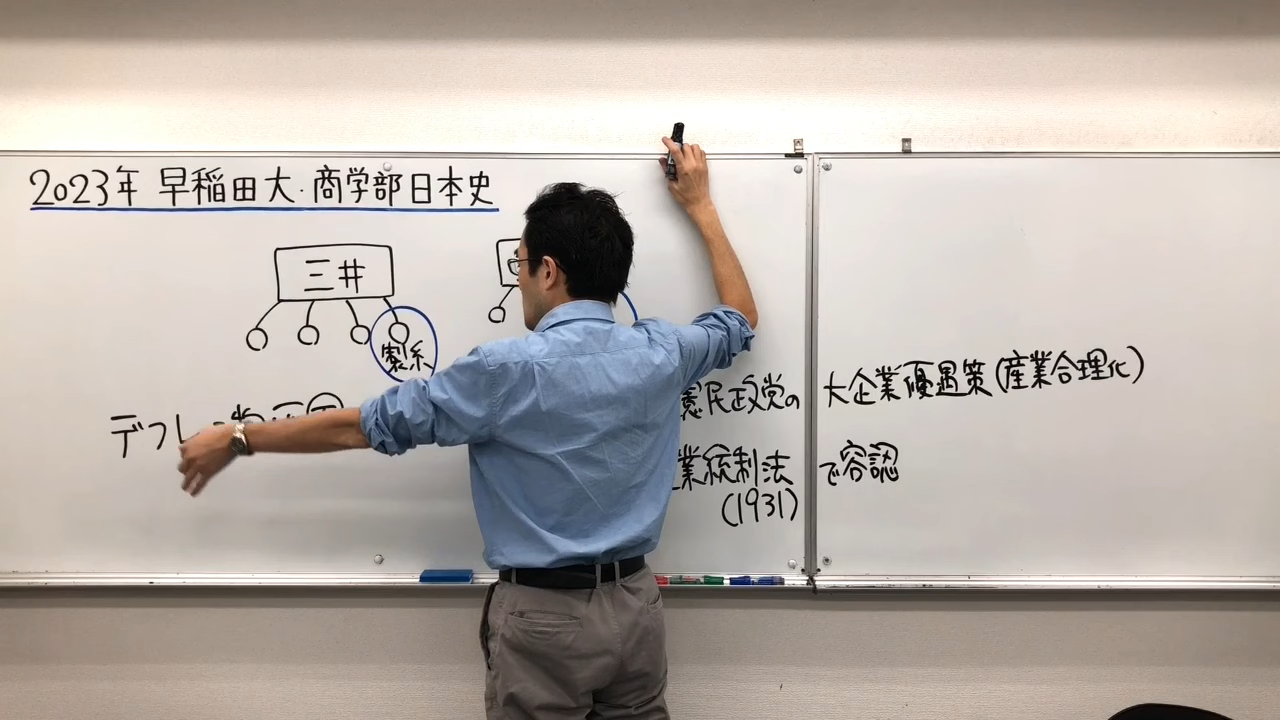 2023年 早稲田大・商学部日本史
三井
製糸
デフレ
憲民政党の 大企業優遇策(産業合理化)
業統制法 で容認
(1931)